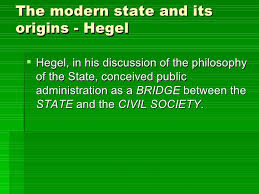 The modern state and its
origins - Hegel
Hegel, in his discussion of the philosophy
of the State, conceived public
administration as a BRIDGE between the
STATE and the CIVIL SOCIETY.